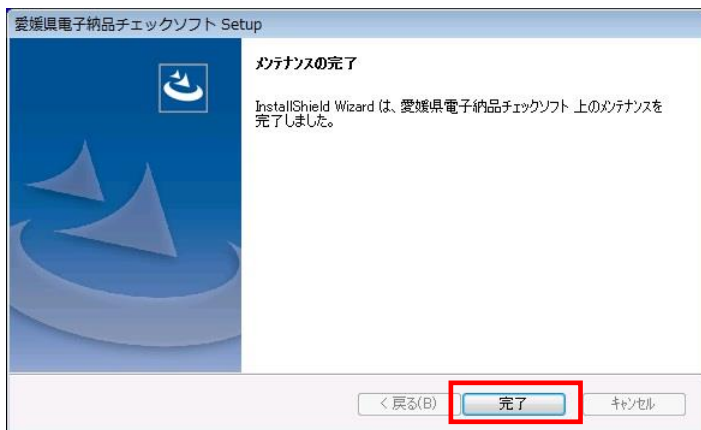 愛媛県電子納品チェックソフト Setup
メンテナンスの完了
InstallShield Wizard は、愛媛県電子納品チェックソフト 上のメンテナンスを
完了しました。
< 戻る(B)
完了
キャンセル